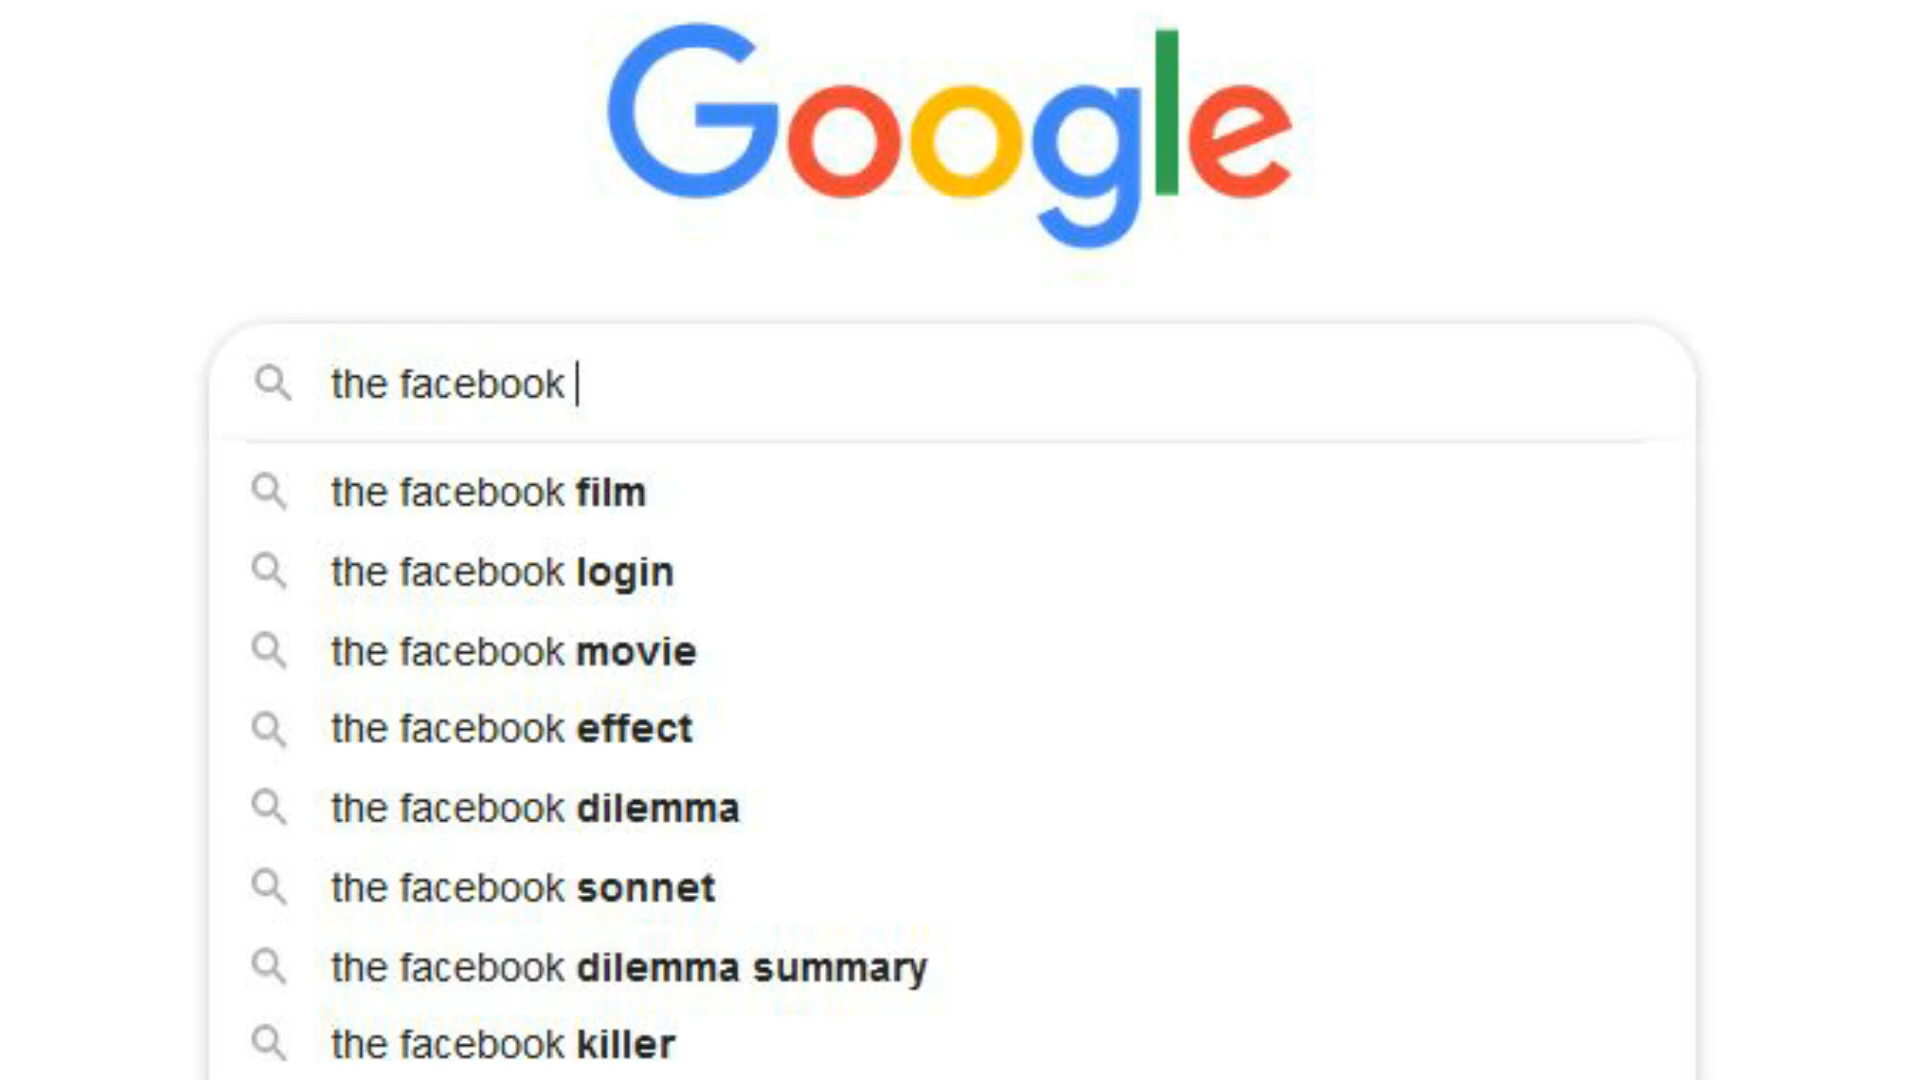 Google
the facebook
the facebook film
the facebook login
the facebook movie
the facebook effect
the facebook dilemma
the facebook sonnet
the facebook dilemma summary
the facebook killer